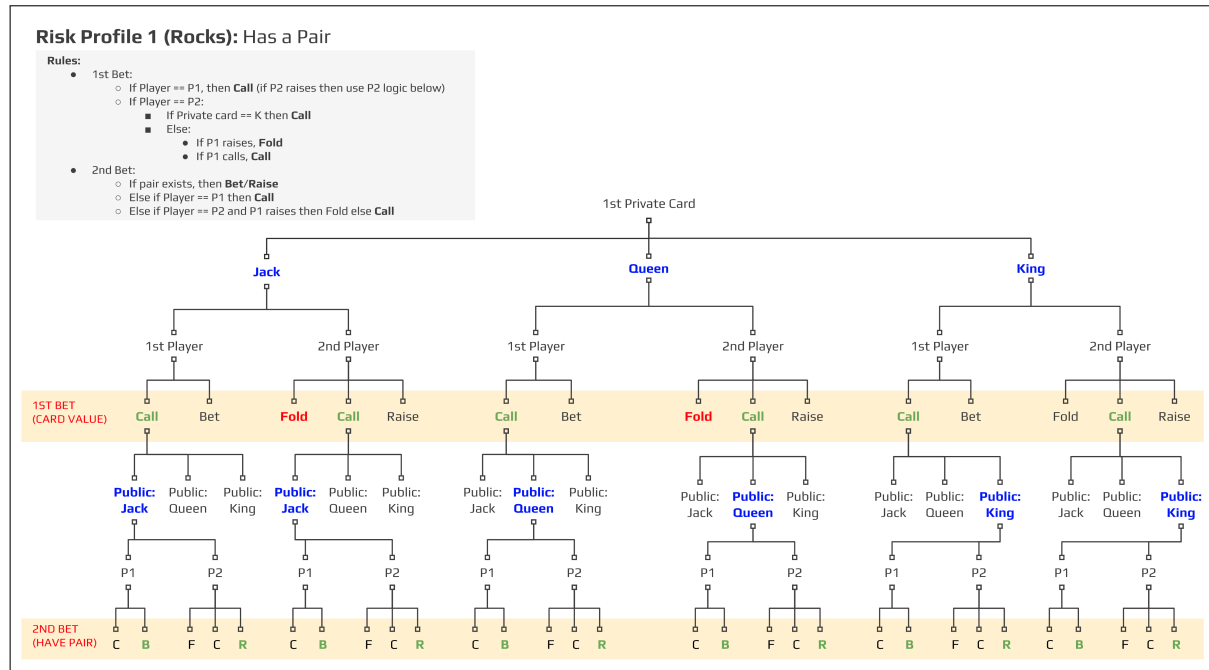 Risk Profile 1 (Rocks): Has a Pair
Rules:
● 1st Bet:
○ If Player == P1, then Call (if P2 raises then use P2 logic below)
○ If Player == P2:
■ If Private card == K then Call
■ Else:
● If P1 raises, Fold
● If P1 calls, Call
● 2nd Bet:
○ If pair exists, then Bet/Raise
○ Else if Player == P1 then Call
○ Else if Player == P2 and P1 raises then Fold else Call
1st Private Card
Jack Queen King
1st Player 2nd Player 1st Player 2nd Player 1st Player 2nd Player
1ST BET
(CARD VALUE)
Call Bet Fold Call Raise Call Bet Fold Call Raise Call Bet Fold Call Raise
Public: Public: Public: Public: Public: Public: Public: Public: Public: Public: Public: Public: Public: Public: Public: Public: Public: Public:
Jack Queen King Jack Queen King Jack Queen King Jack Queen King Jack Queen King Jack Queen King
P1 P2 P1 P2 P1 P2 P1 P2 P1 P2 P1 P2
2ND BET
(HAVE PAIR)
C B F C R C B F C R C B F C R C B F C R C B F C R C B F C R